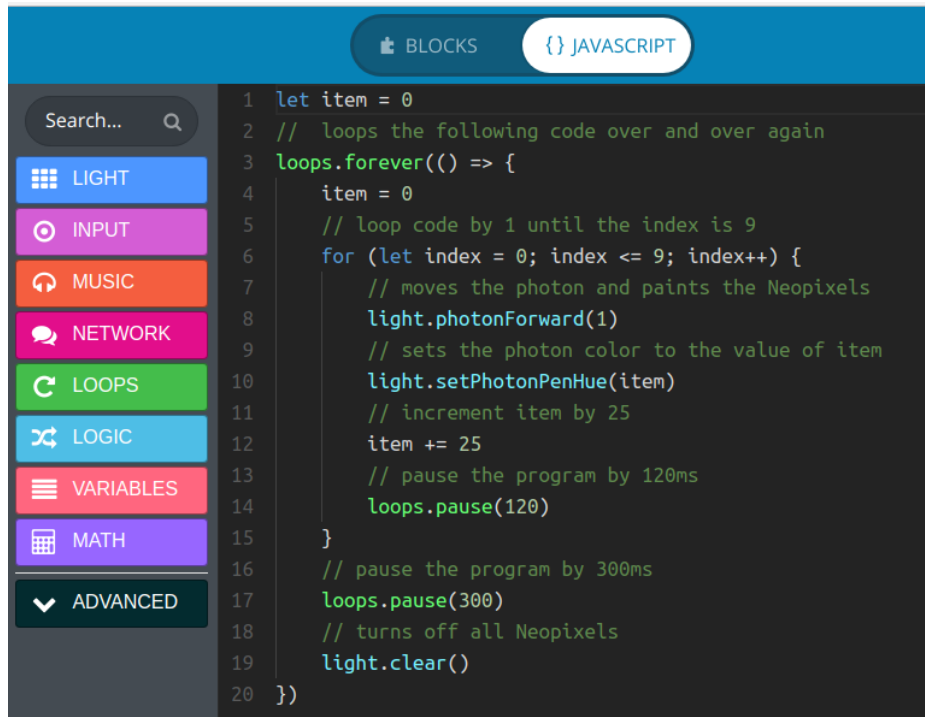 BLOCKS
{ } JAVASCRIPT
Search...
LIGHT
INPUT
MUSIC
NETWORK
LOOPS
LOGIC
VARIABLES
MATH
ADVANCED
1 let item = 0
2 //  loops the following code over and over again
3 loops.forever(() => {
4     item = 0
5     // loop code by 1 until the index is 9
6     for (let index = 0; index <= 9; index++) {
7         // moves the photon and paints the Neopixels
8         light.photonForward(1)
9         // sets the photon color to the value of item
10         light.setPhotonPenHue(item)
11         // increment item by 25
12         item += 25
13         // pause the program by 120ms
14         loops.pause(120)
15     }
16     // pause the program by 300ms
17     loops.pause(300)
18     // turns off all Neopixels
19     light.clear()
20 })